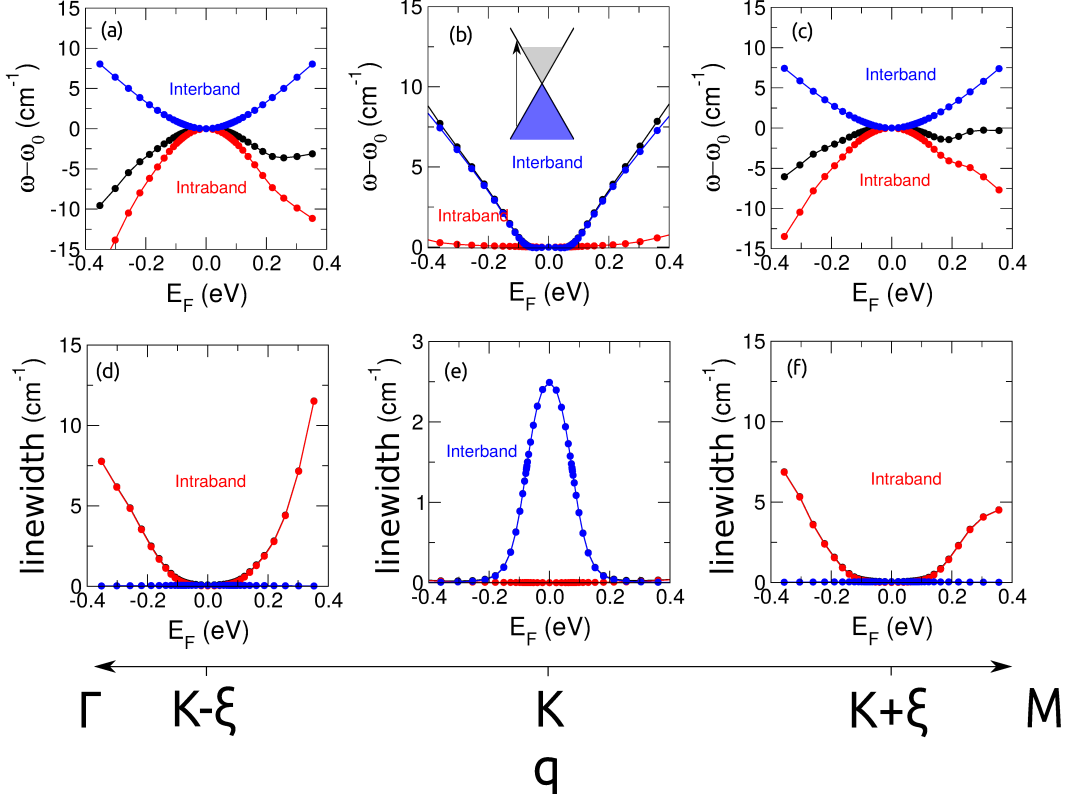 (a)
15
10
5
0
-5
-10
-15
ω−ω0 (cm-1)
Interband
Intraband
-0.4 -0.2 0.0 0.2 0.4
EF (eV)
(b)
15
10
5
0
ω−ω0 (cm-1)
Interband
Intraband
-0.4 -0.2 0.0 0.2 0.4
EF (eV)
(c)
15
10
5
0
-5
-10
-15
ω−ω0 (cm-1)
Interband
Intraband
-0.4 -0.2 0.0 0.2 0.4
EF (eV)
(d)
15
10
5
0
linewidth (cm-1)
Intraband
-0.4 -0.2 0.0 0.2 0.4
EF (eV)
(e)
3
2
1
0
linewidth (cm-1)
Interband
-0.4 -0.2 0.0 0.2 0.4
EF (eV)
(f)
15
10
5
0
linewidth (cm-1)
Intraband
-0.4 -0.2 0.0 0.2 0.4
EF (eV)
Γ K-ξ K K+ξ M
q